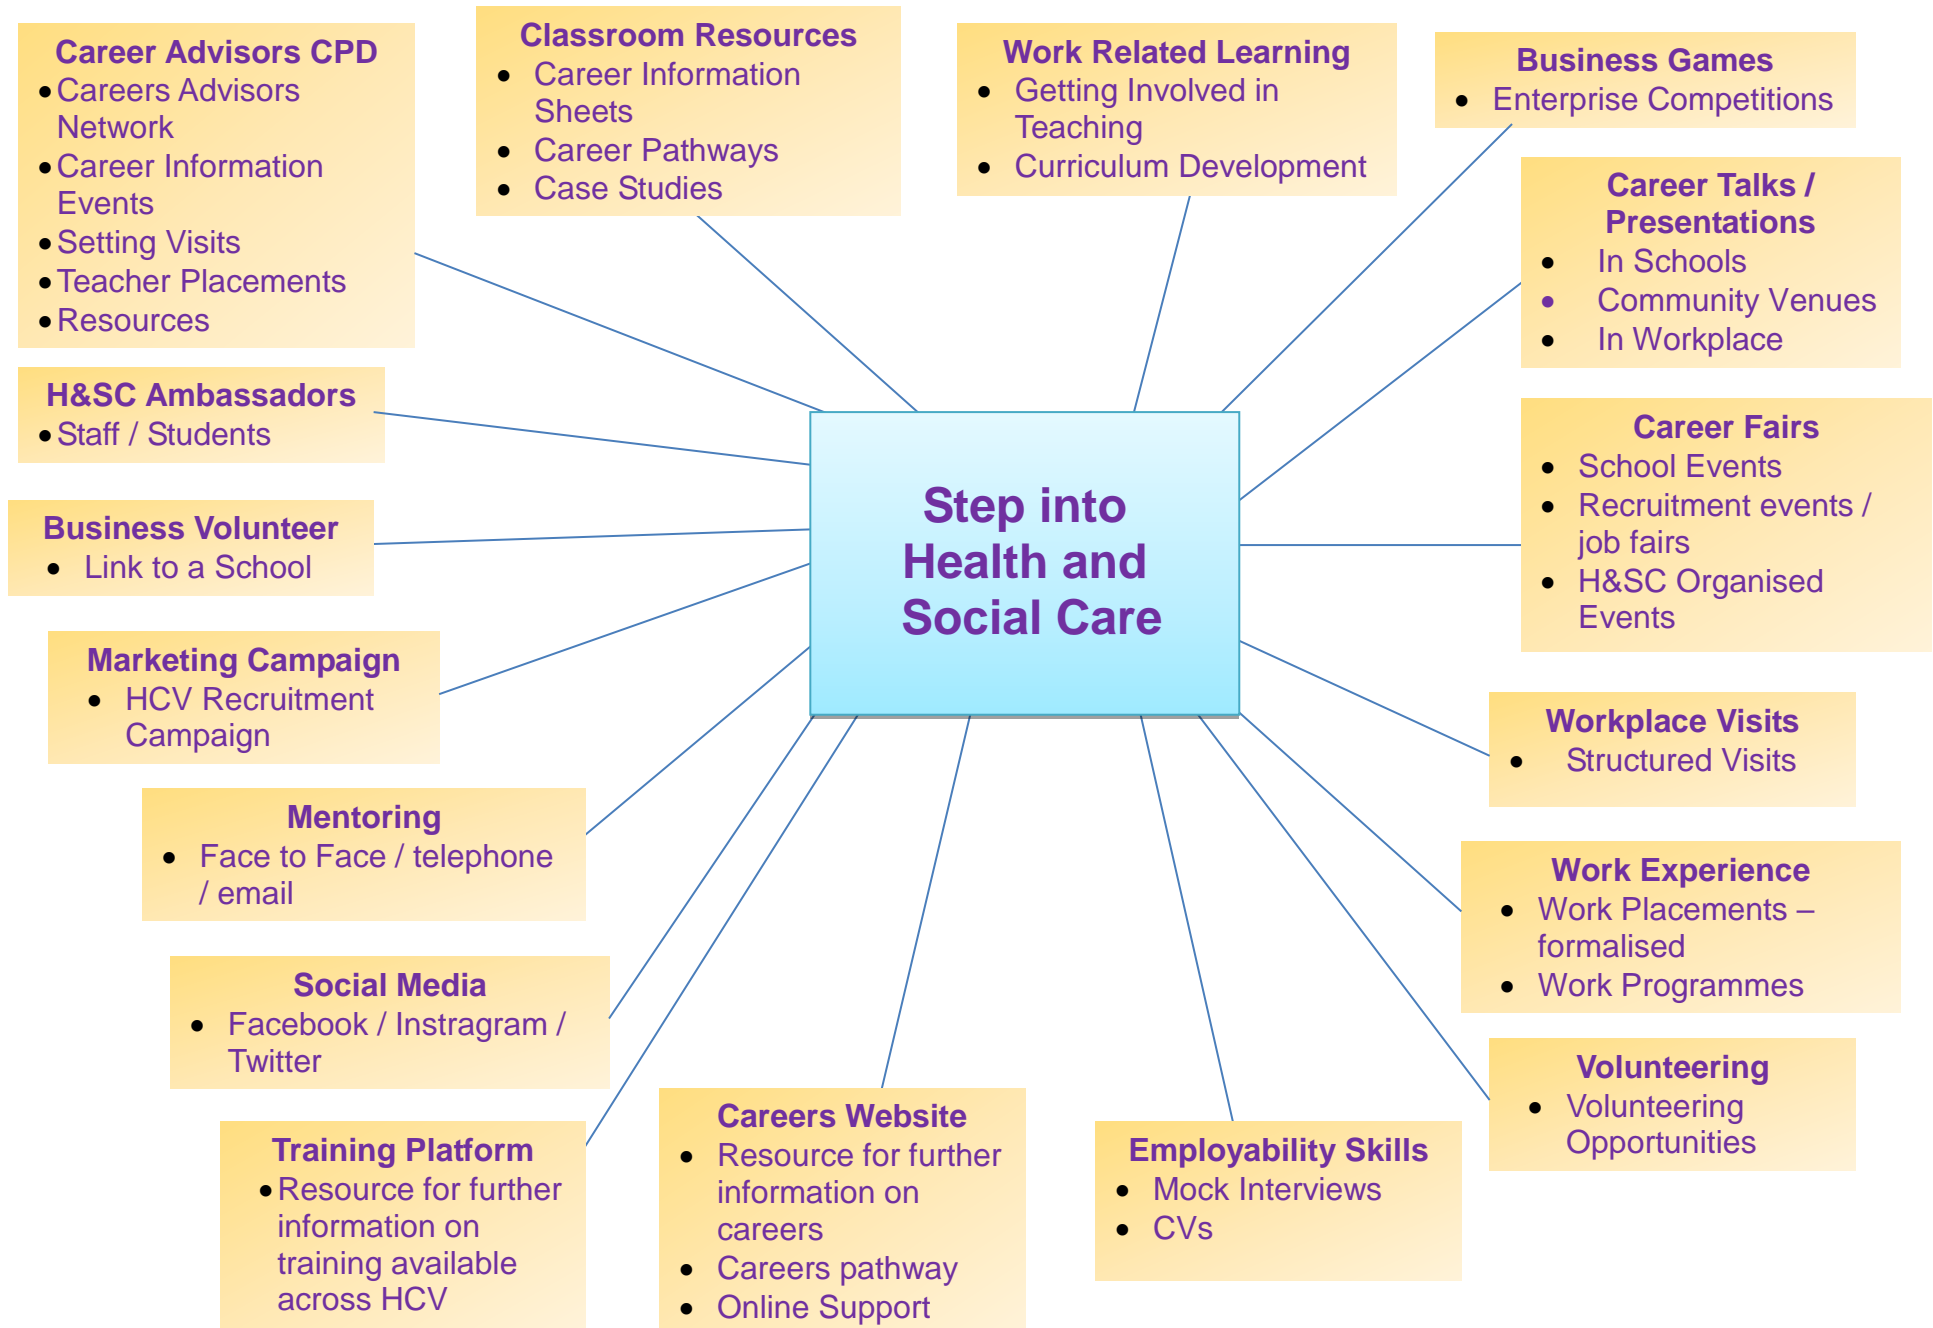 Career Advisors CPD
• Careers Advisors
Network
• Career Information
Events
• Setting Visits
• Teacher Placements
• Resources
Classroom Resources
• Career Information
Sheets
• Career Pathways
• Case Studies
Work Related Learning
• Getting Involved in
Teaching
• Curriculum Development
Business Games
• Enterprise Competitions
Career Talks /
Presentations
• In Schools
• Community Venues
• In Workplace
H&SC Ambassadors
• Staff / Students
Career Fairs
• School Events
• Recruitment events /
job fairs
• H&SC Organised
Events
Step into
Health and
Social Care
Business Volunteer
• Link to a School
Marketing Campaign
• HCV Recruitment
Campaign
Workplace Visits
• Structured Visits
Mentoring
• Face to Face / telephone
/ email
Work Experience
• Work Placements –
formalised
• Work Programmes
Social Media
• Facebook / Instragram /
Twitter
Volunteering
• Volunteering
Opportunities
Training Platform
• Resource for further
information on
training available
across HCV
Careers Website
• Resource for further
information on
careers
• Careers pathway
• Online Support
Employability Skills
• Mock Interviews
• CVs